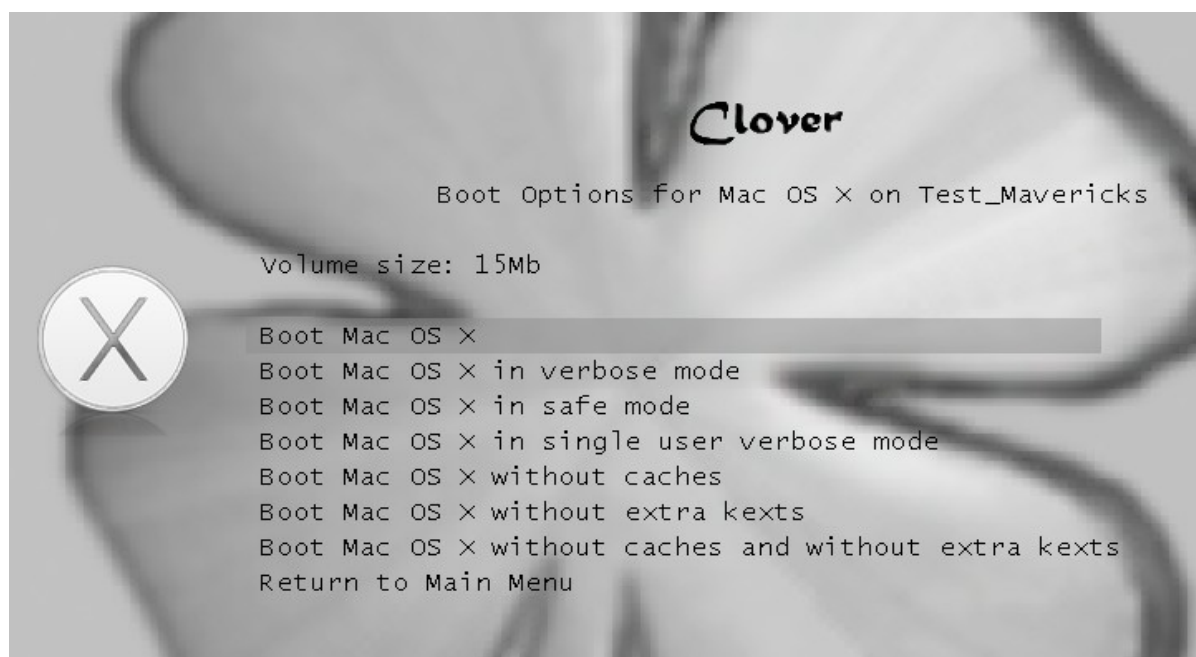 Clover
Boot Options for Mac OS X on Test_Mavericks
Volume size: 15Mb
Boot Mac OS X
Boot Mac OS X in verbose mode
Boot Mac OS X in safe mode
Boot Mac OS X in single user verbose mode
Boot Mac OS X without caches
Boot Mac OS X without extra kexts
Boot Mac OS X without caches and without extra kexts
Return to Main Menu
X